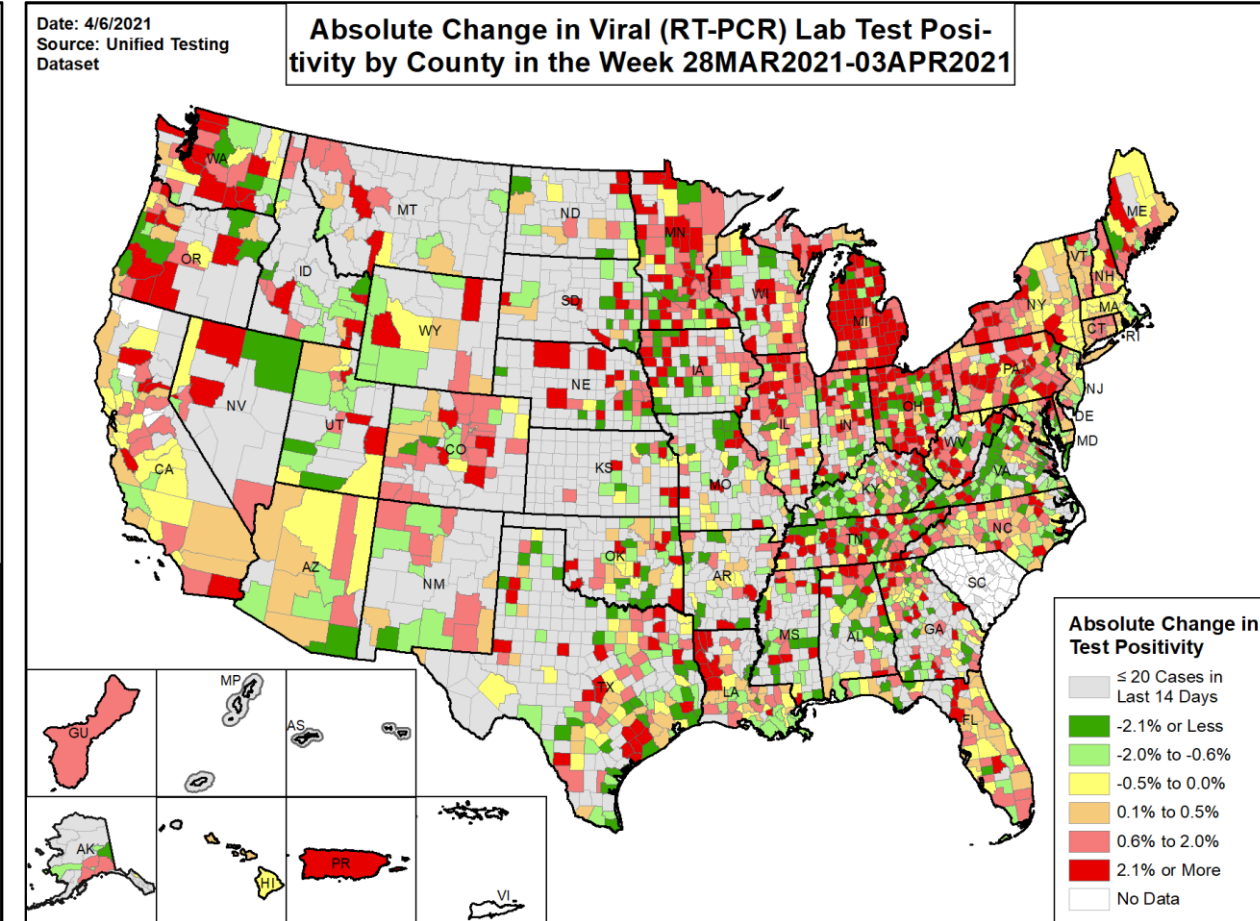 Date: 4/6/2021
Source: Unified Testing
Dataset
Absolute Change in Viral (RT-PCR) Lab Test Posi-
tivity by County in the Week 28MAR2021-03APR2021
WA
MT
ND
MN
ME
OR
ID
SD
WI
VT
NH
NY
MA
WY
MI
CT
RI
IA
PA
NE
NJ
NV
OH
UT
IL
IN
DE
CO
WV
MD
CA
KS
MO
VA
KY
NC
TN
OK
AZ
NM
AR
SC
MS
AL
GA
TX
LA
FL
MP
AS
GU
AK
HI
PR
VI
Absolute Change in
Test Positivity
≤ 20 Cases in
Last 14 Days
-2.1% or Less
-2.0% to -0.6%
-0.5% to 0.0%
0.1% to 0.5%
0.6% to 2.0%
2.1% or More
No Data